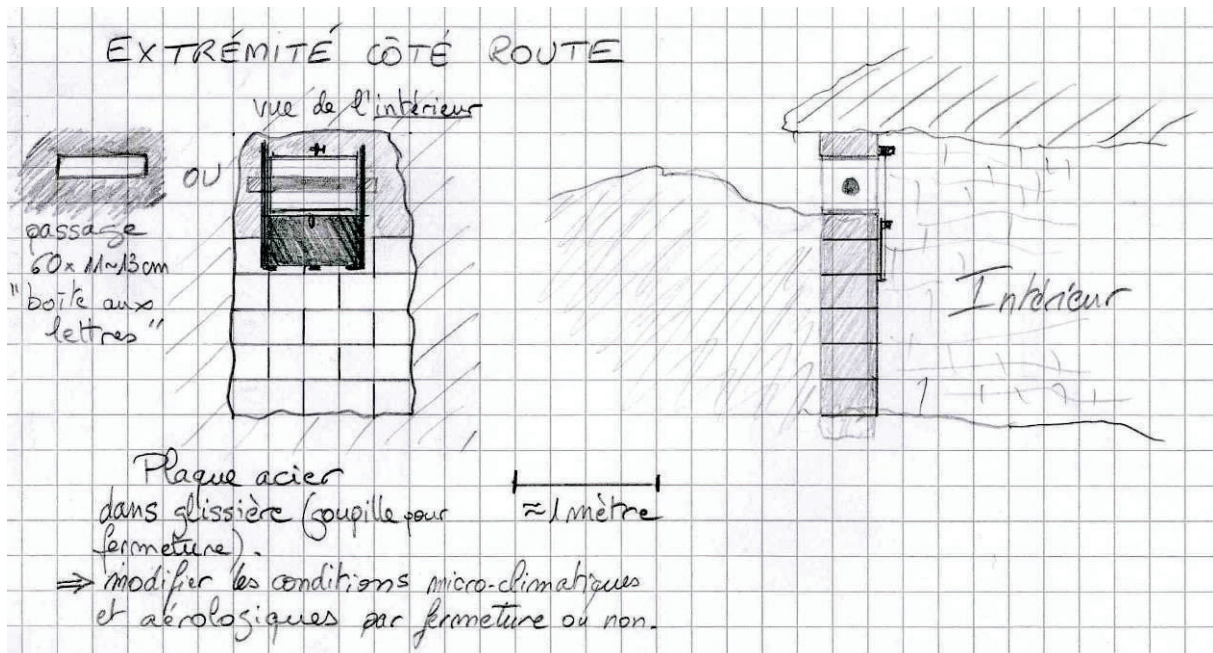 EXTRÉMITÉ CÔTÉ ROUTE
vue de l'intérieur
OU
passage
60 x 11~13 cm
"boîte aux
lettres"
Intérieur
Plaque acier
dans glissière (goupille pour
fermeture).
≈ 1 mètre
⇒ modifier les conditions micro-climatiques
et aérologiques par fermeture ou non.